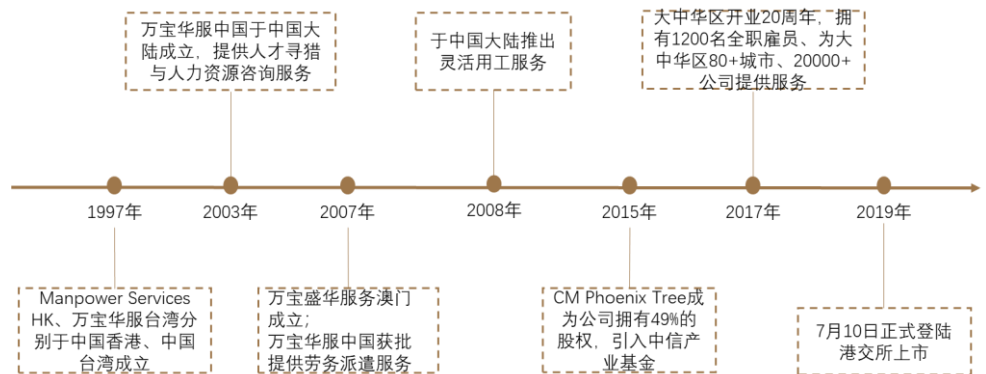 万宝华服中国于中国大
陆成立，提供人才寻猎
与人力资源咨询服务
于中国大陆推出
灵活用工服务
大中华区开业20周年，拥
有1200名全职雇员、为大
中华区80+城市、20000+
公司提供服务
1997年
2003年
2007年
2008年
2015年
2017年
2019年
Manpower Services
HK、万宝华服台湾分
别于中国香港、中国
台湾成立
万宝盛华服务澳门
成立；
万宝华服中国获批
提供劳务派遣服务
CM Phoenix Tree成
为公司拥有49%的
股权，引入中信产
业基金
7月10日正式登陆
港交所上市